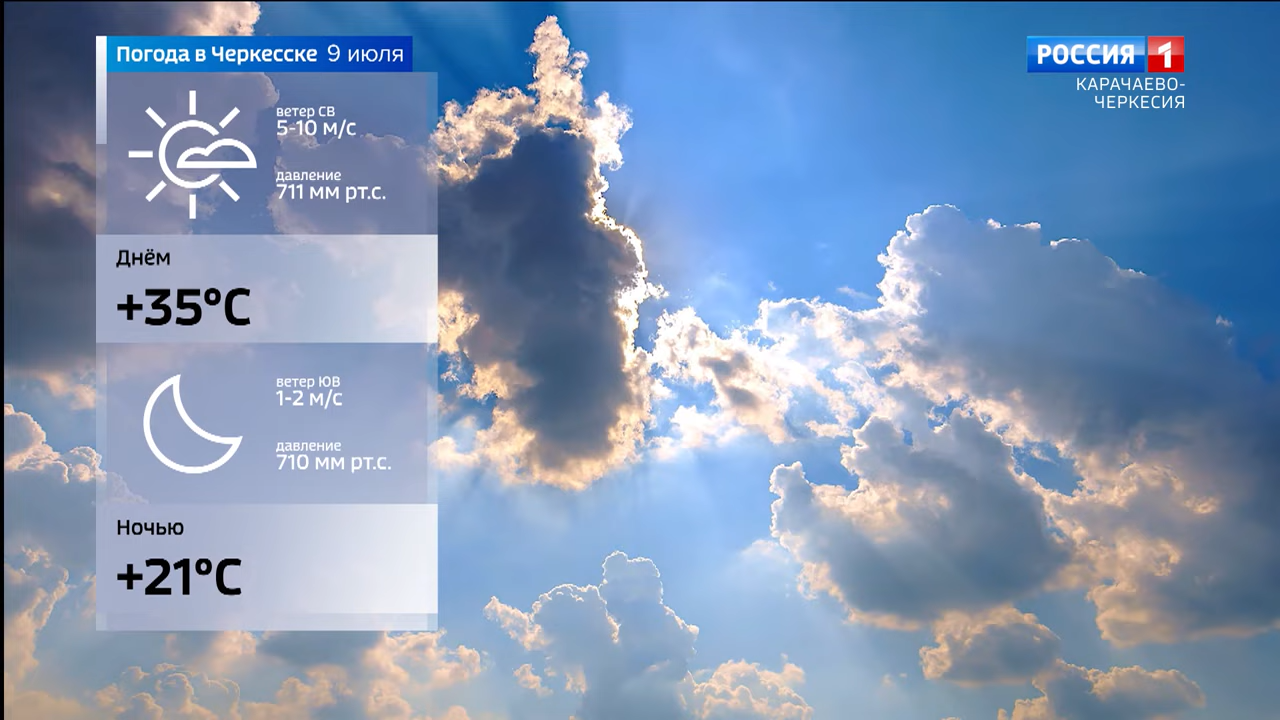 Погода в Черкесске 9 июля
РОССИЯ 1
КАРАЧАЕВО-
ЧЕРКЕСИЯ
ветер СВ
5-10 м/с
давление
711 мм рт.с.
Днём
+35°C
ветер ЮВ
1-2 м/с
давление
710 мм рт.с.
Ночью
+21°C